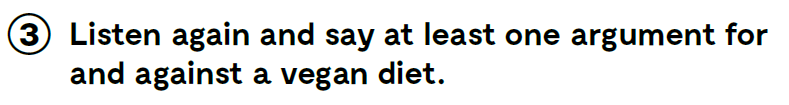 3 Listen again and say at least one argument for
and against a vegan diet.